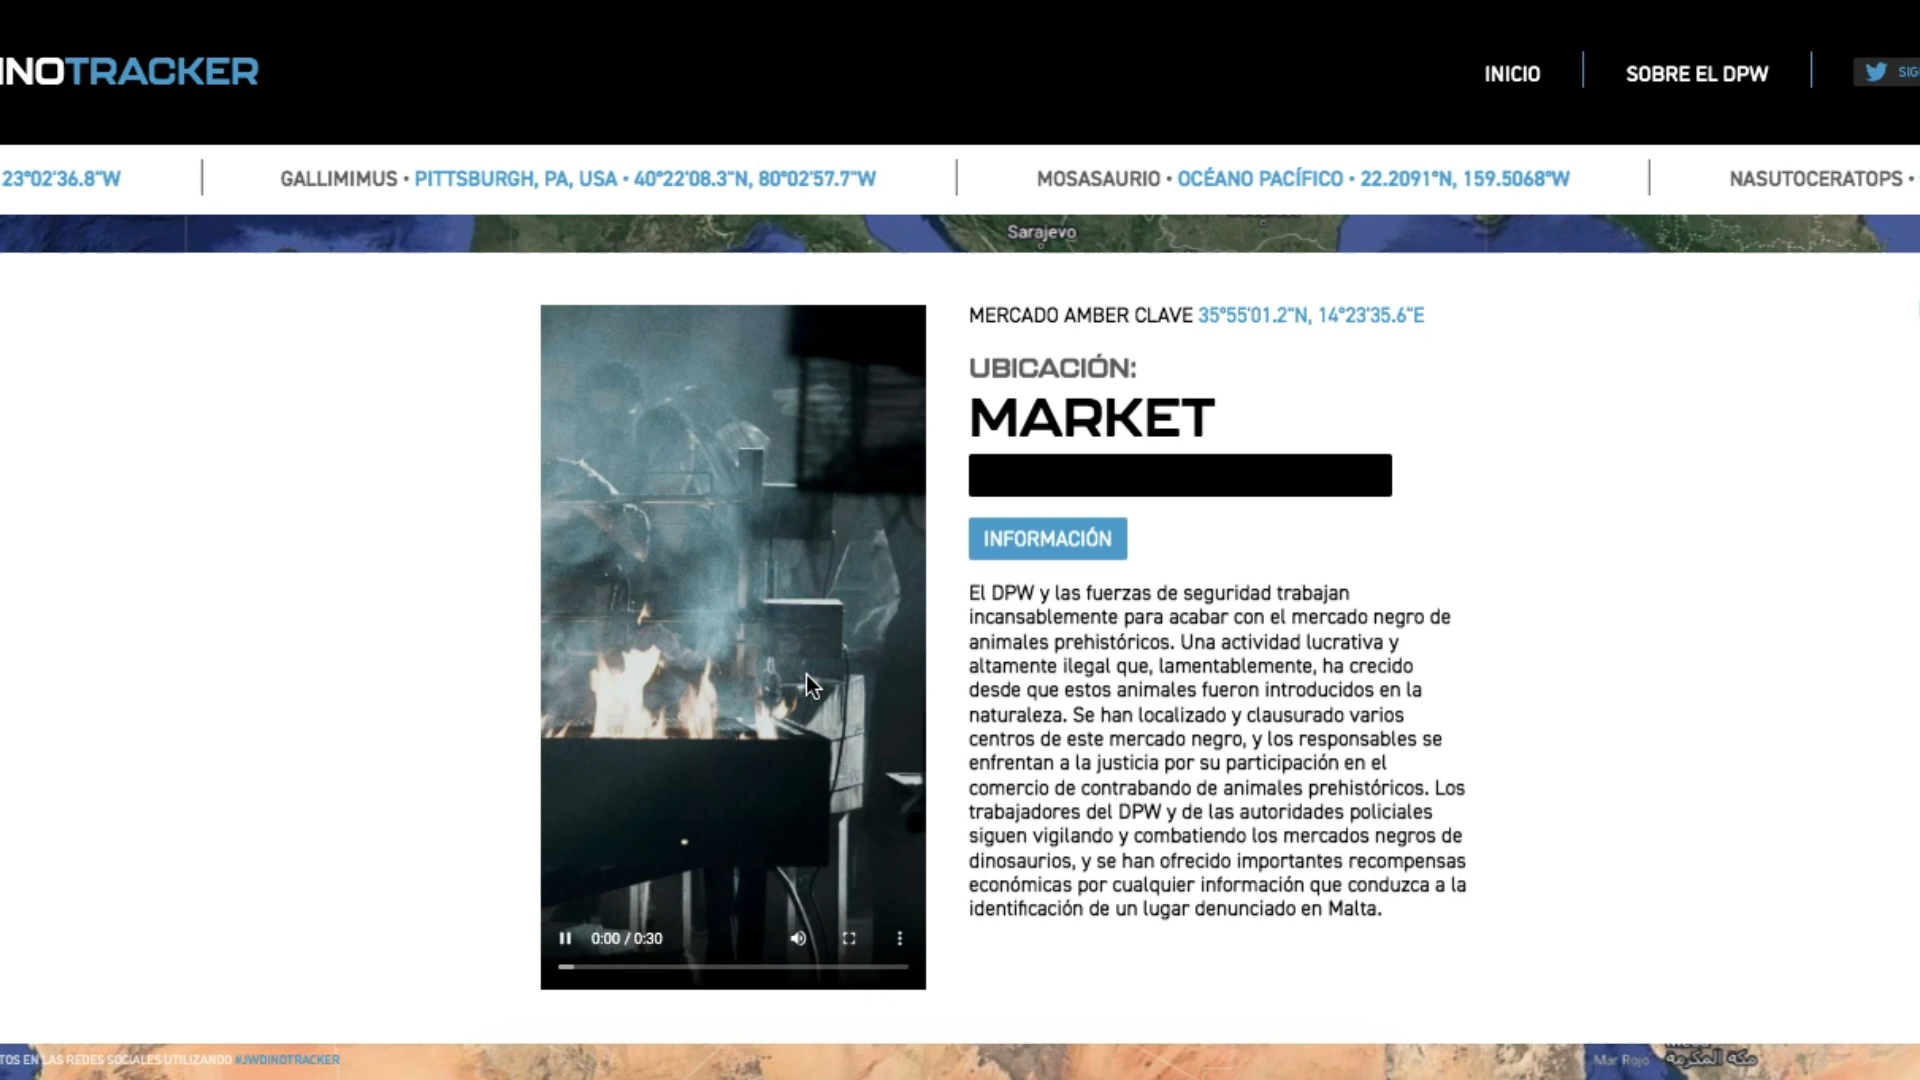 INOTRACKER
INICIO
SOBRE EL DPW
SIG
23°02'36.8"W
GALLIMIMUS • PITTSBURGH, PA, USA • 40°22'08.3"N, 80°02'57.7"W
MOSASAURIO • OCÉANO PACÍFICO • 22.2091°N, 159.5068°W
NASUTOCERATOPS •
Sarajevo
MERCADO AMBER CLAVE 35°55'01.2"N, 14°23'35.6"E
UBICACIÓN:
MARKET
INFORMACIÓN
El DPW y las fuerzas de seguridad trabajan
incansablemente para acabar con el mercado negro de
animales prehistóricos. Una actividad lucrativa y
altamente ilegal que, lamentablemente, ha crecido
desde que estos animales fueron introducidos en la
naturaleza. Se han localizado y clausurado varios
centros de este mercado negro, y los responsables se
enfrentan a la justicia por su participación en el
comercio de contrabando de animales prehistóricos. Los
trabajadores del DPW y de las autoridades policiales
siguen vigilando y combatiendo los mercados negros de
dinosaurios, y se han ofrecido importantes recompensas
económicas por cualquier información que conduzca a la
identificación de un lugar denunciado en Malta.
0:00 / 0:30
TOS EN LAS REDES SOCIALES UTILIZANDO #JWDINOTRACKER
Mar Rojo
مكة المكرمة